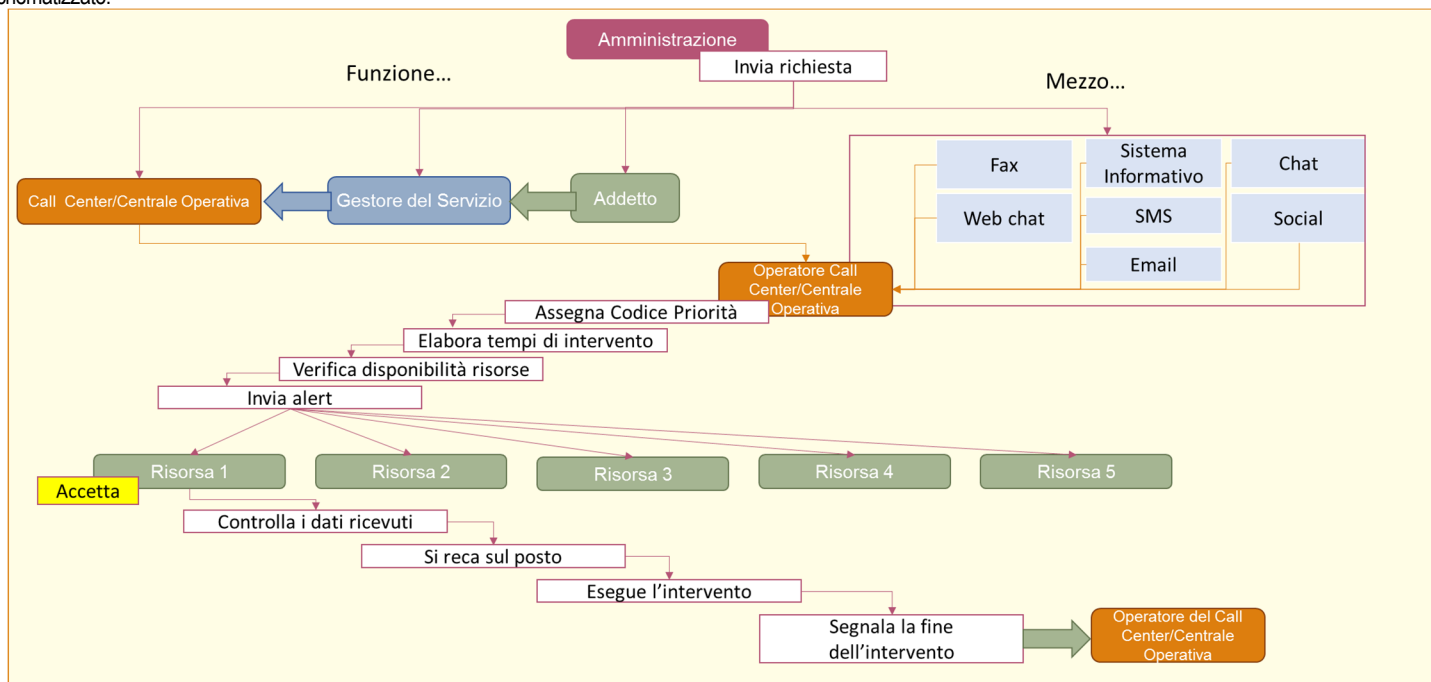 schematizzato.
Amministrazione
Invia richiesta
Funzione...
Mezzo...
Fax
Sistema
Informativo
Chat
Call Center/Centrale Operativa
Gestore del Servizio
Addetto
Web chat
SMS
Social
Email
Operatore Call
Center/Centrale
Operativa
Assegna Codice Priorità
Elabora tempi di intervento
Verifica disponibilità risorse
Invia alert
Risorsa 1
Risorsa 2
Risorsa 3
Risorsa 4
Risorsa 5
Accetta
Controlla i dati ricevuti
Si reca sul posto
Esegue l'intervento
Segnala la fine
dell'intervento
Operatore del Call
Center/Centrale
Operativa